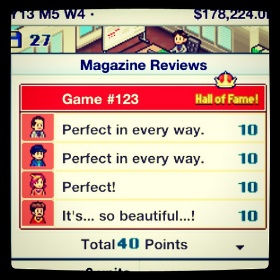 Y13 M5 W4
$178,224.0
27
Magazine Reviews
Game #123 Hall of Fame!
Perfect in every way. 10
Perfect in every way. 10
Perfect! 10
It's... so beautiful...! 10
Total 40 Points